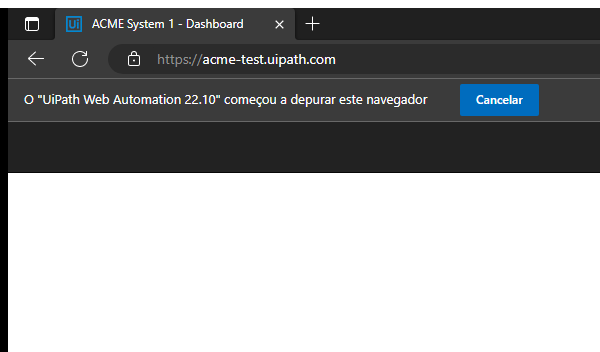 Ui ACME System 1 - Dashboard
https://acme-test.uipath.com
O "UiPath Web Automation 22.10" começou a depurar este navegador Cancelar